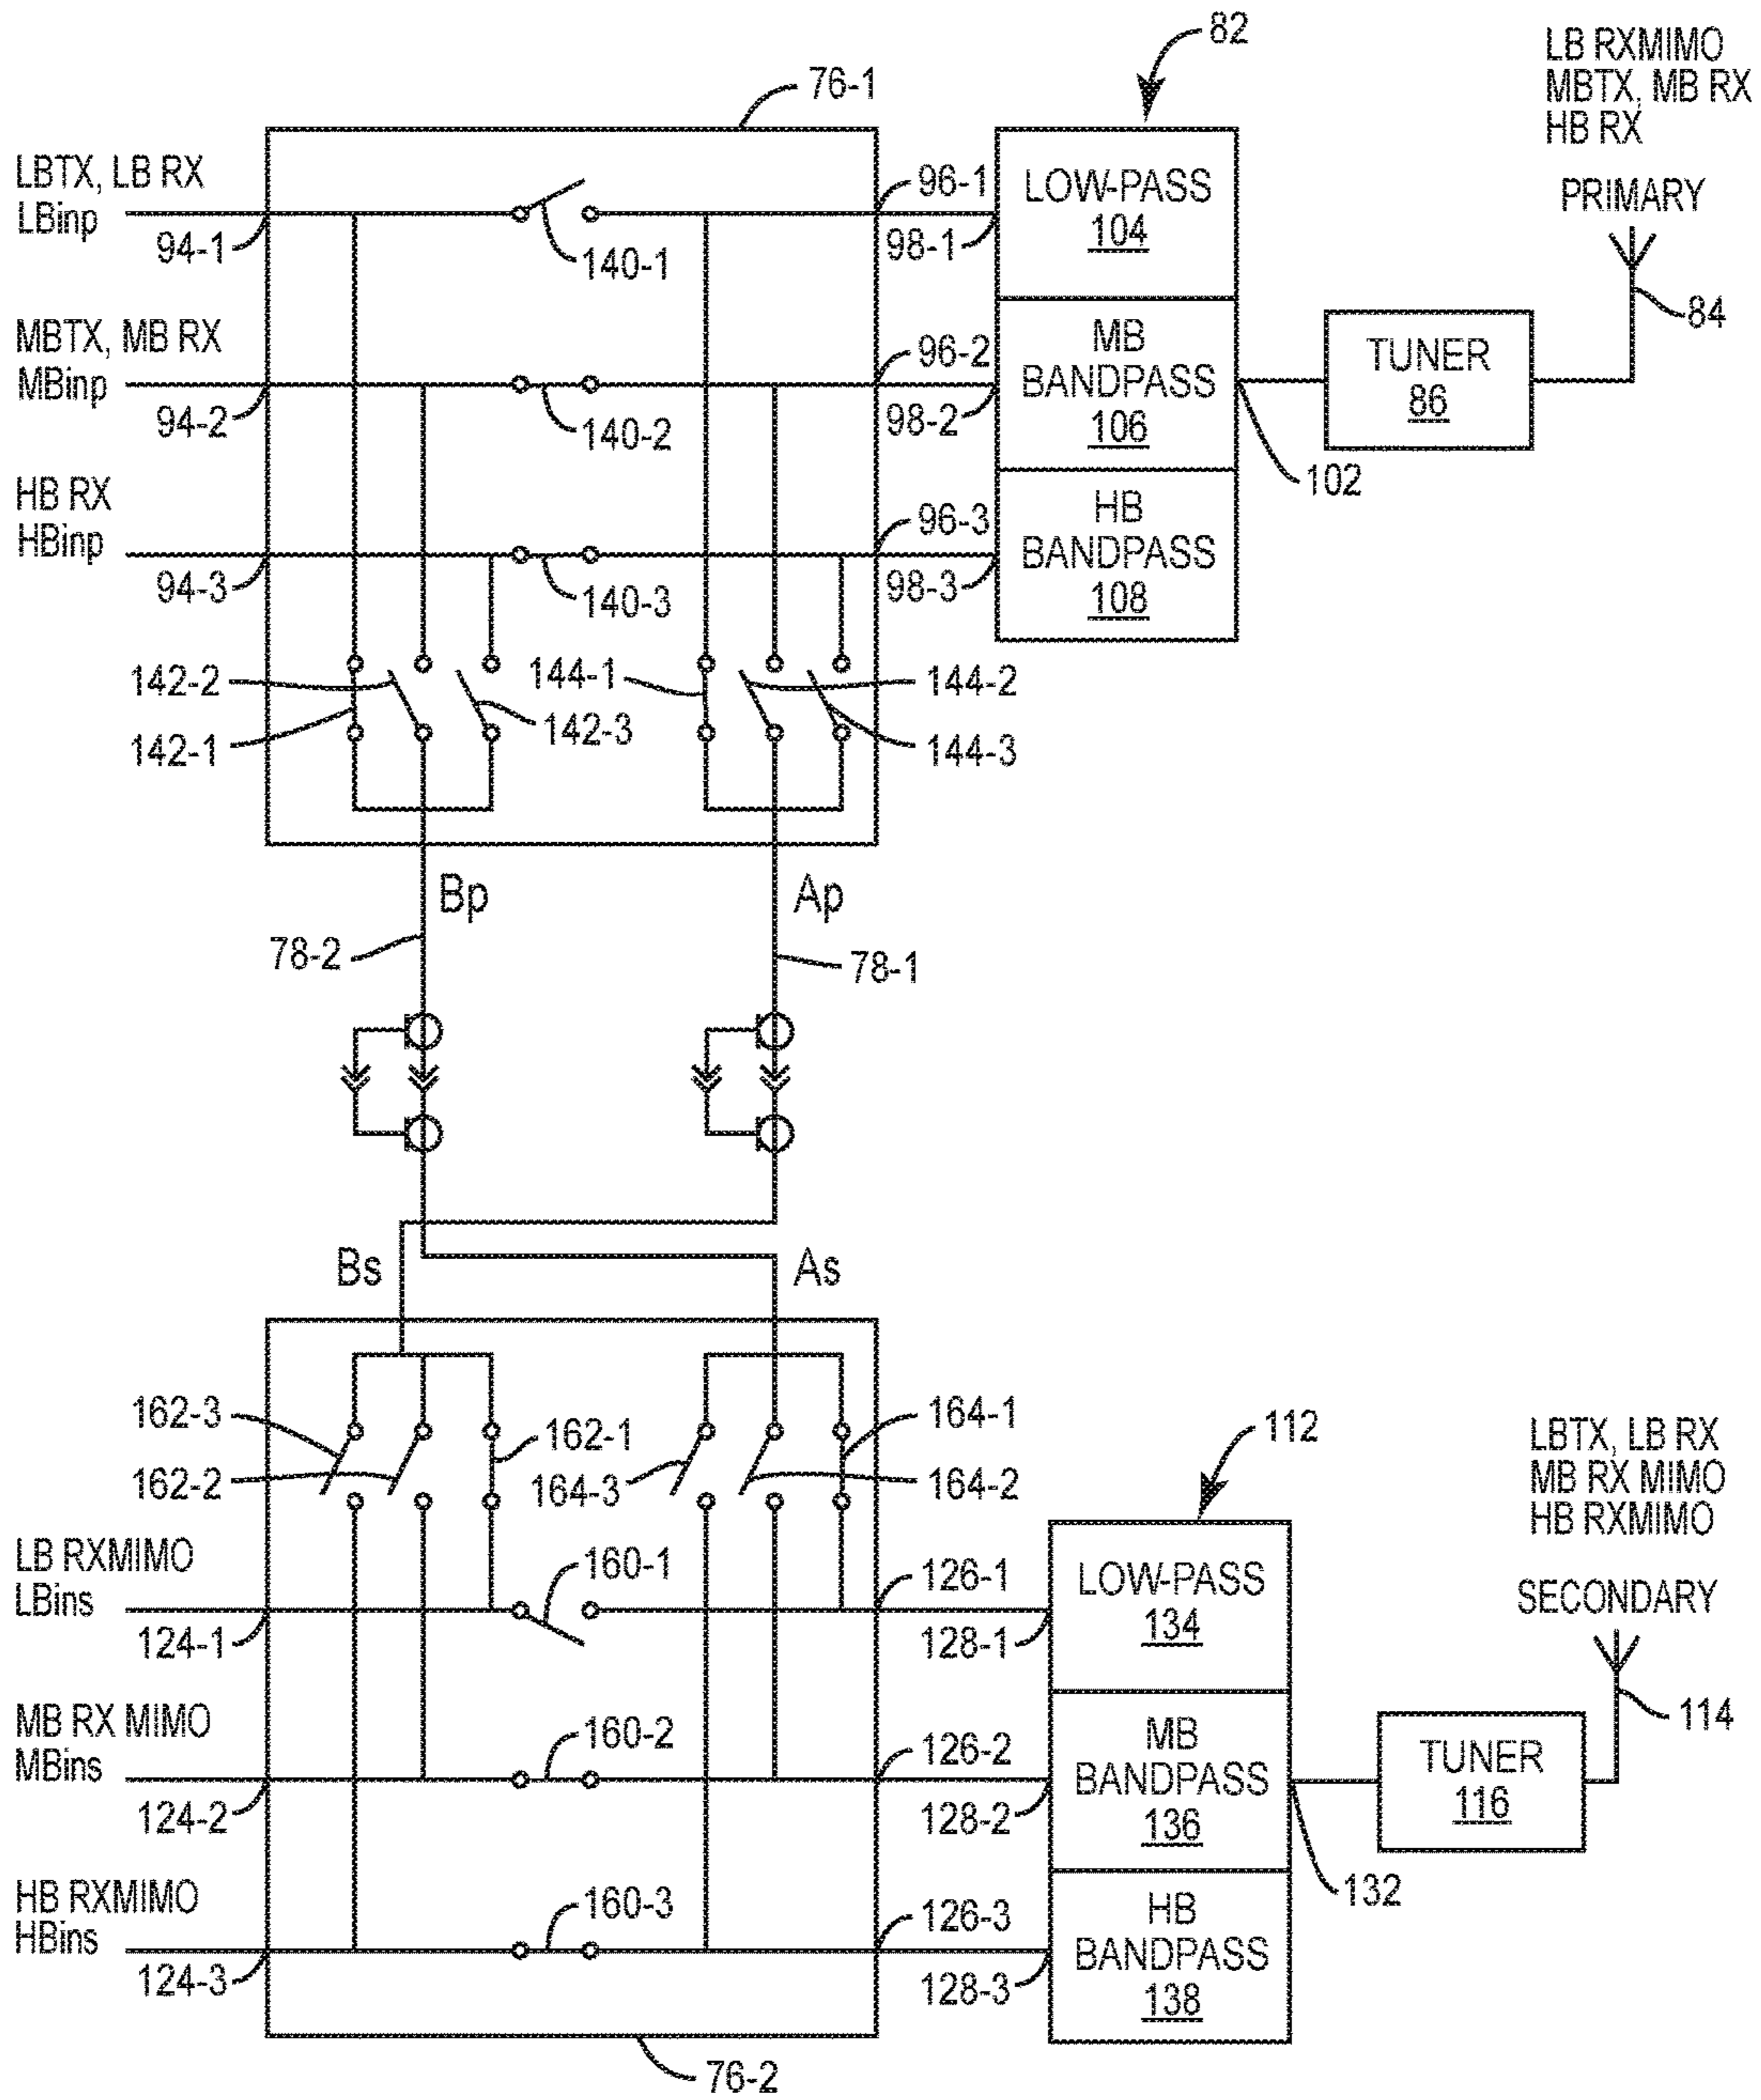 82
LB RXMIMO
MBTX, MB RX
HB RX
PRIMARY
84
76-1
LBTX, LB RX
LBinp
94-1
140-1
96-1
98-1
LOW-PASS
104
MBTX, MB RX
MBinp
94-2
140-2
96-2
98-2
MB
BANDPASS
106
102
TUNER
86
HB RX
HBinp
94-3
140-3
96-3
98-3
HB
BANDPASS
108
142-2
142-1
142-3
144-1
144-2
144-3
Bp
Ap
78-2
78-1
Bs
As
162-3
162-2
162-1
164-3
164-1
164-2
112
LBTX, LB RX
MB RX MIMO
HB RXMIMO
SECONDARY
114
LB RXMIMO
LBins
124-1
160-1
126-1
128-1
LOW-PASS
134
MB RX MIMO
MBins
124-2
160-2
126-2
128-2
MB
BANDPASS
136
132
TUNER
116
HB RXMIMO
HBins
124-3
160-3
126-3
128-3
HB
BANDPASS
138
76-2